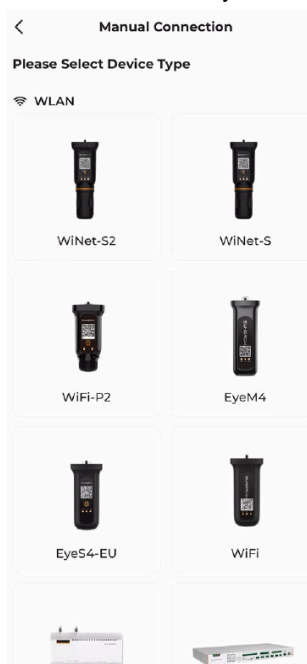 Manual Connection
Please Select Device Type
WLAN
WiNet-S2
WiNet-S
WiFi-P2
EyeM4
EyeS4-EU
WiFi